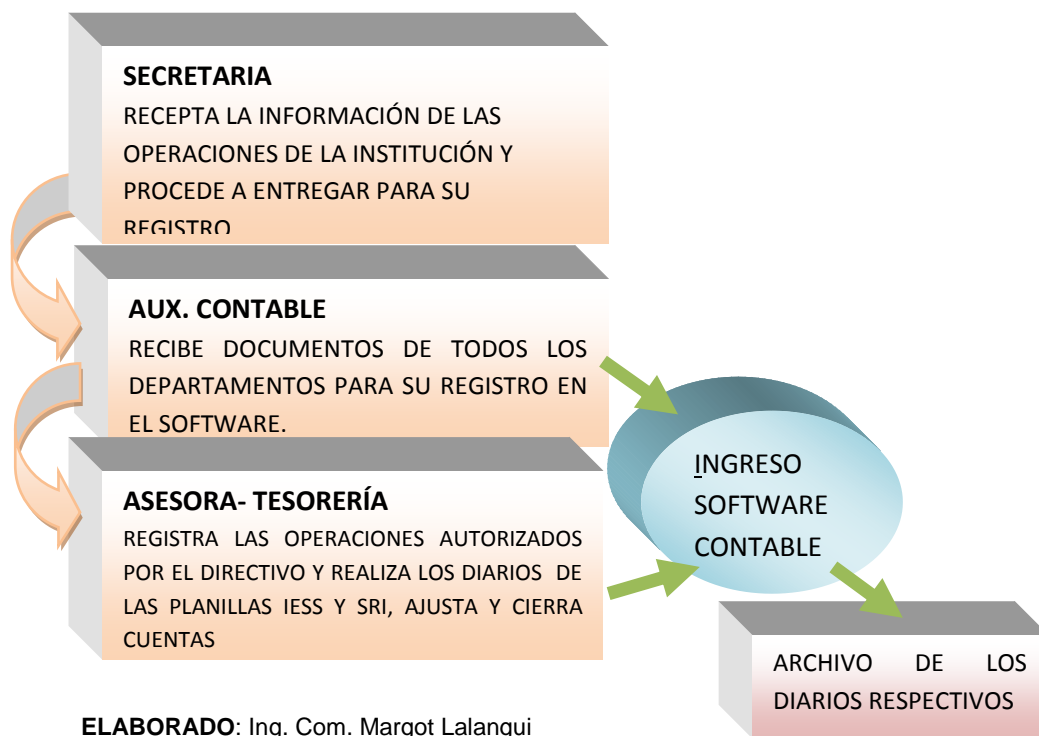 SECRETARIA
RECEPTA LA INFORMACIÓN DE LAS
OPERACIONES DE LA INSTITUCIÓN Y
PROCEDE A ENTREGAR PARA SU
REGISTRO
AUX. CONTABLE
RECIBE DOCUMENTOS DE TODOS LOS
DEPARTAMENTOS PARA SU REGISTRO EN
EL SOFTWARE.
ASESORA- TESORERÍA
REGISTRA LAS OPERACIONES AUTORIZADOS
POR EL DIRECTIVO Y REALIZA LOS DIARIOS DE
LAS PLANILLAS IESS Y SRI, AJUSTA Y CIERRA
CUENTAS
INGRESO
SOFTWARE
CONTABLE
ARCHIVO DE LOS
DIARIOS RESPECTIVOS
ELABORADO: Ing. Com. Margot Lalangui